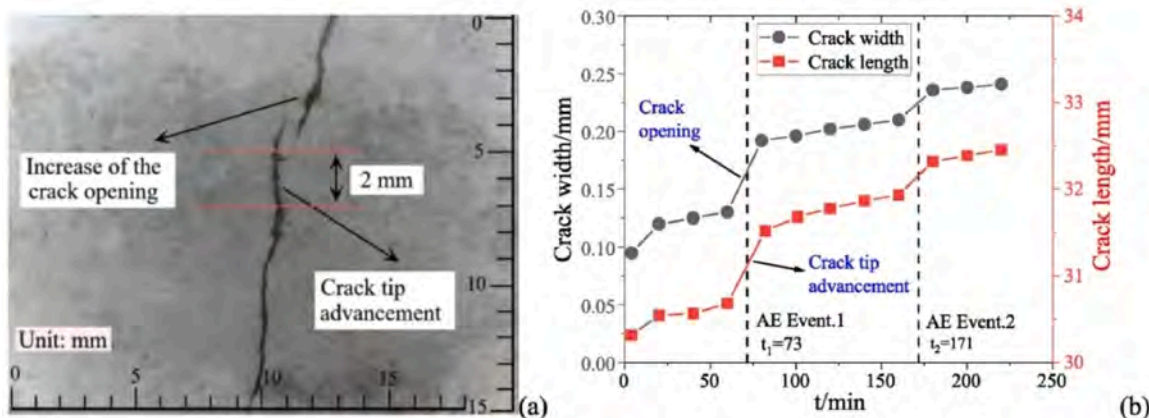 0
Increase of the
crack opening
5
2 mm
Crack tip
advancement
10
Unit: mm
0
5
10
15
15
(a)
0.30
0.25
0.20
0.15
0.10
0.05
0.00
Crack width/mm
Crack width
Crack length
Crack
opening
Crack tip
advancement
AE Event.1
t₁=73
AE Event.2
t₂=171
34
33
32
31
30
Crack length/mm
0
50
100
150
200
250
t/min
(b)